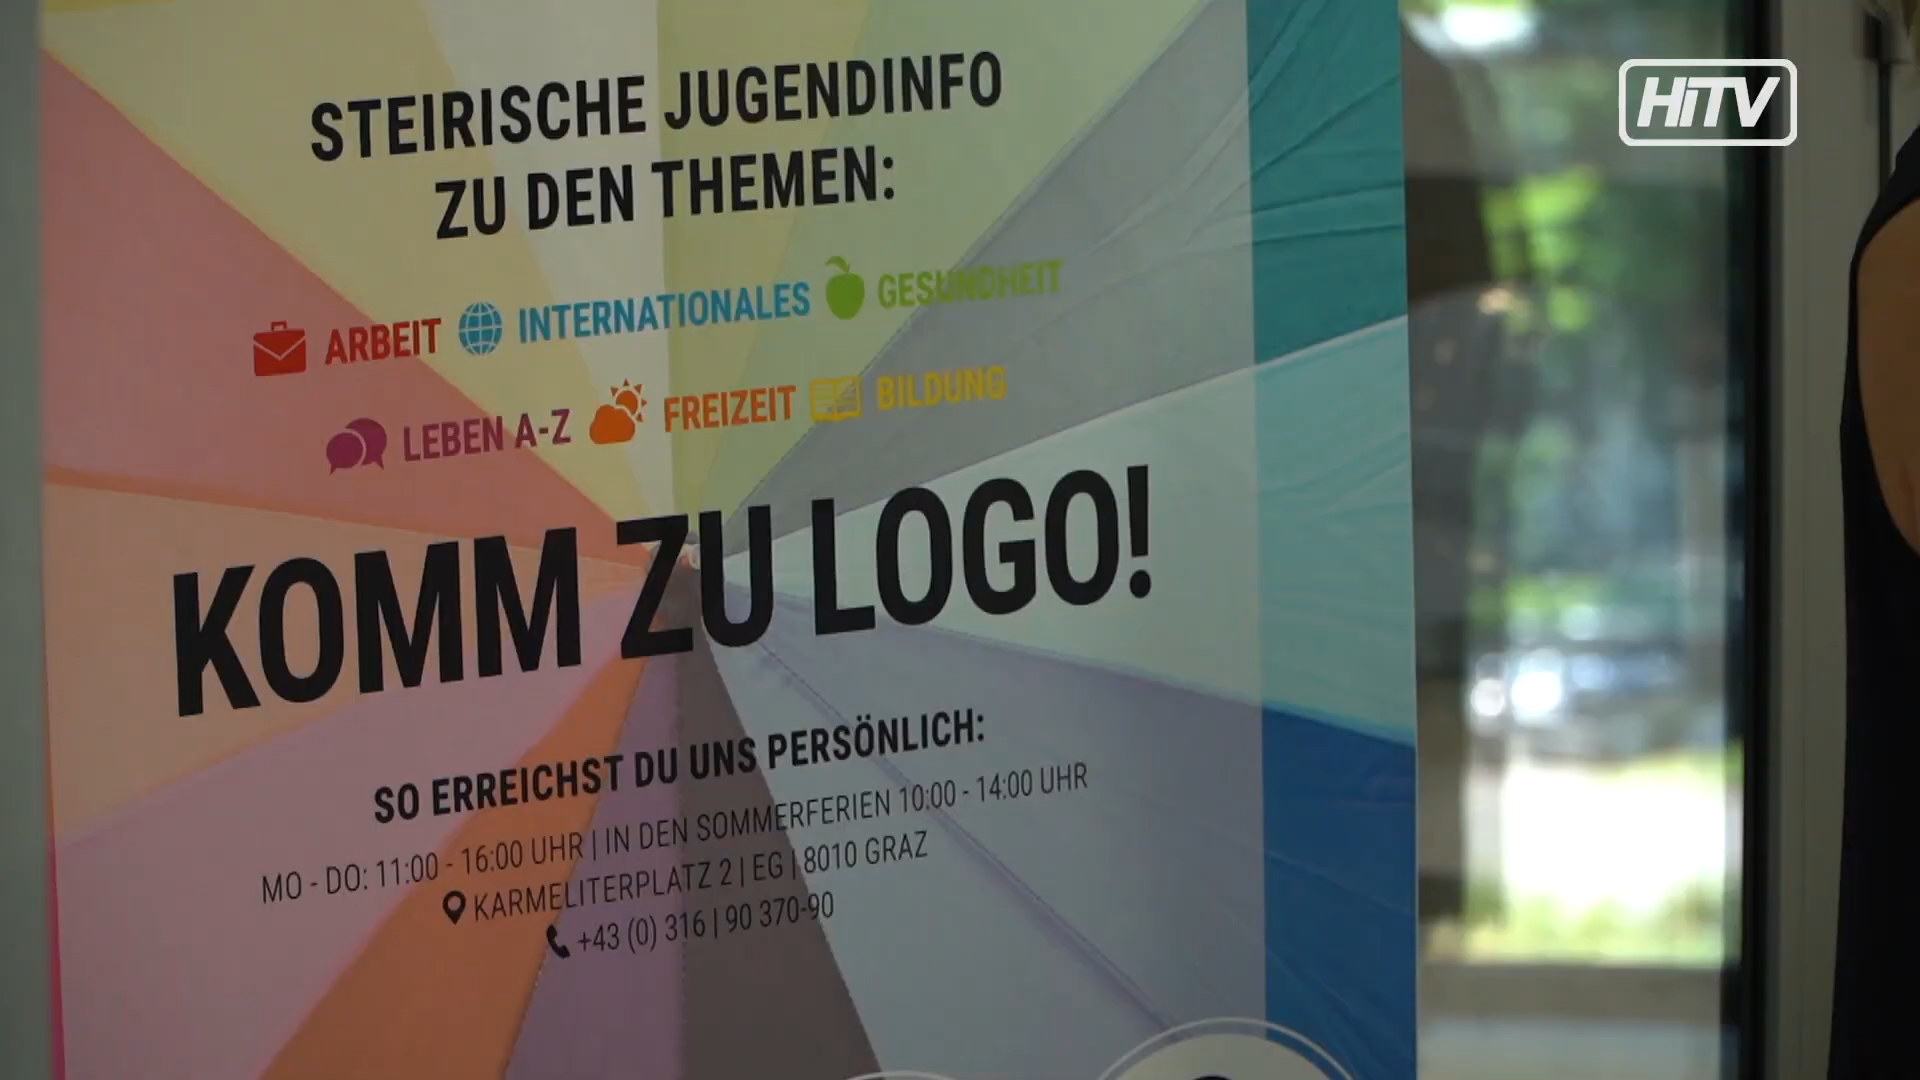 HiTV
STEIRISCHE JUGENDINFO
ZU DEN THEMEN:
ARBEIT INTERNATIONALES GESUNDHEIT
LEBEN A-Z FREIZEIT BILDUNG
KOMM ZU LOGO!
SO ERREICHST DU UNS PERSÖNLICH:
MO - DO: 11:00 - 16:00 UHR | IN DEN SOMMERFERIEN 10:00 - 14:00 UHR
KARMELITERPLATZ 2 | EG | 8010 GRAZ
+43 (0) 316 | 90 370-90